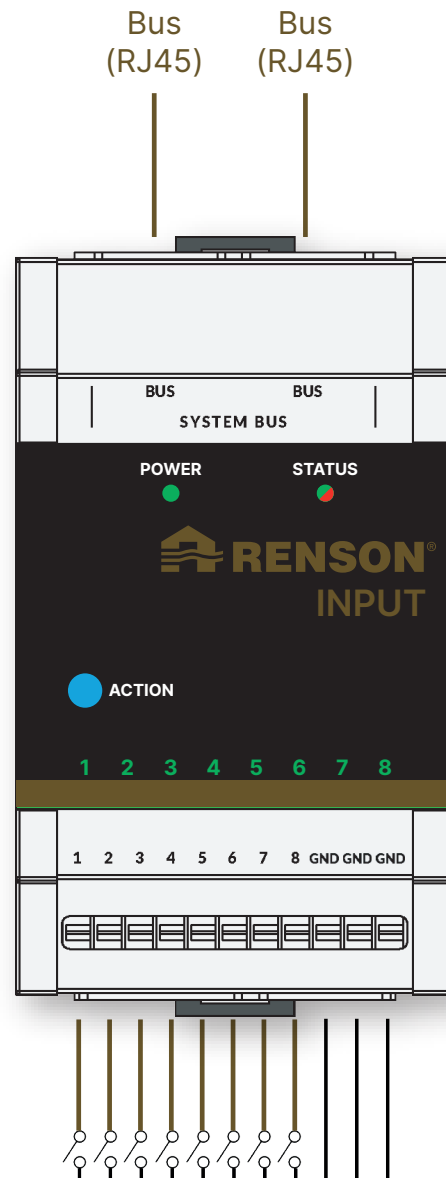 Bus Bus
(RJ45) (RJ45)
BUS BUS
SYSTEM BUS
POWER STATUS
RENSON®
INPUT
ACTION
1 2 3 4 5 6 7 8
1 2 3 4 5 6 7 8 GND GND GND